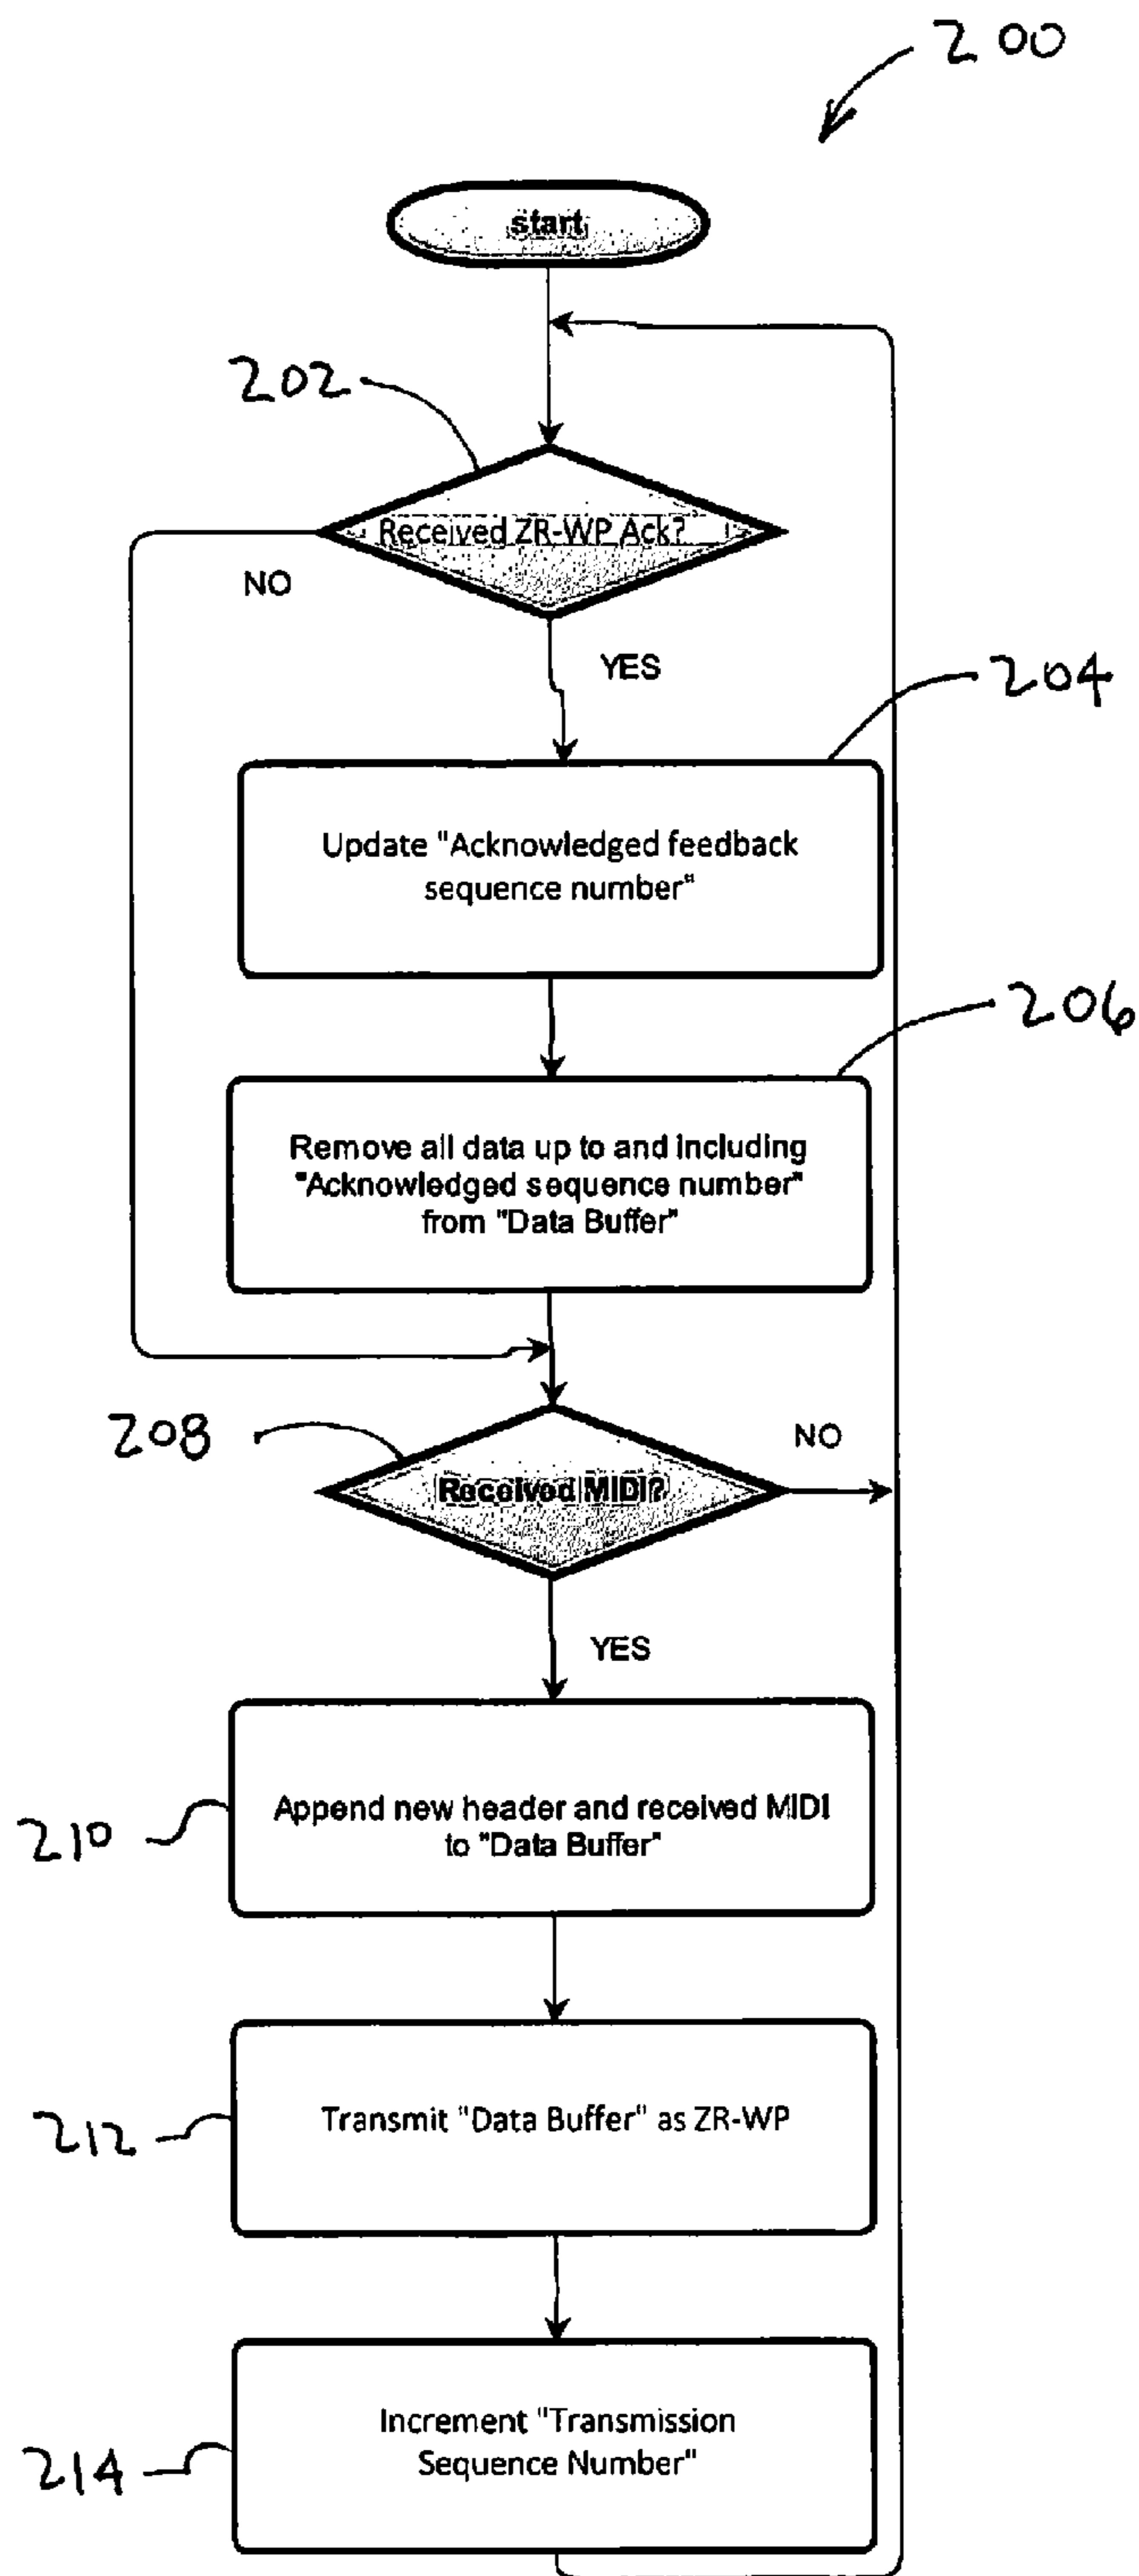 200
start
202
Received ZR-WP Ack?
NO
YES
204
Update "Acknowledged feedback
sequence number"
206
Remove all data up to and including
"Acknowledged sequence number"
from "Data Buffer"
208
Received MIDI?
NO
YES
210
Append new header and received MIDI
to "Data Buffer"
212
Transmit "Data Buffer" as ZR-WP
214
Increment "Transmission
Sequence Number"